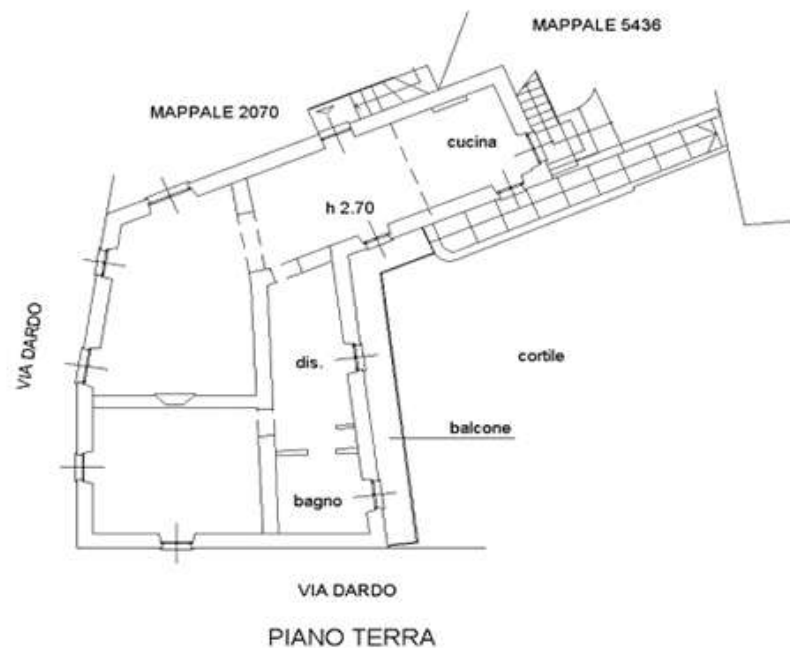 MAPPALE 5436
MAPPALE 2070
cucina
h 2.70
VIA DARDO
dis.
cortile
balcone
bagno
VIA DARDO
PIANO TERRA